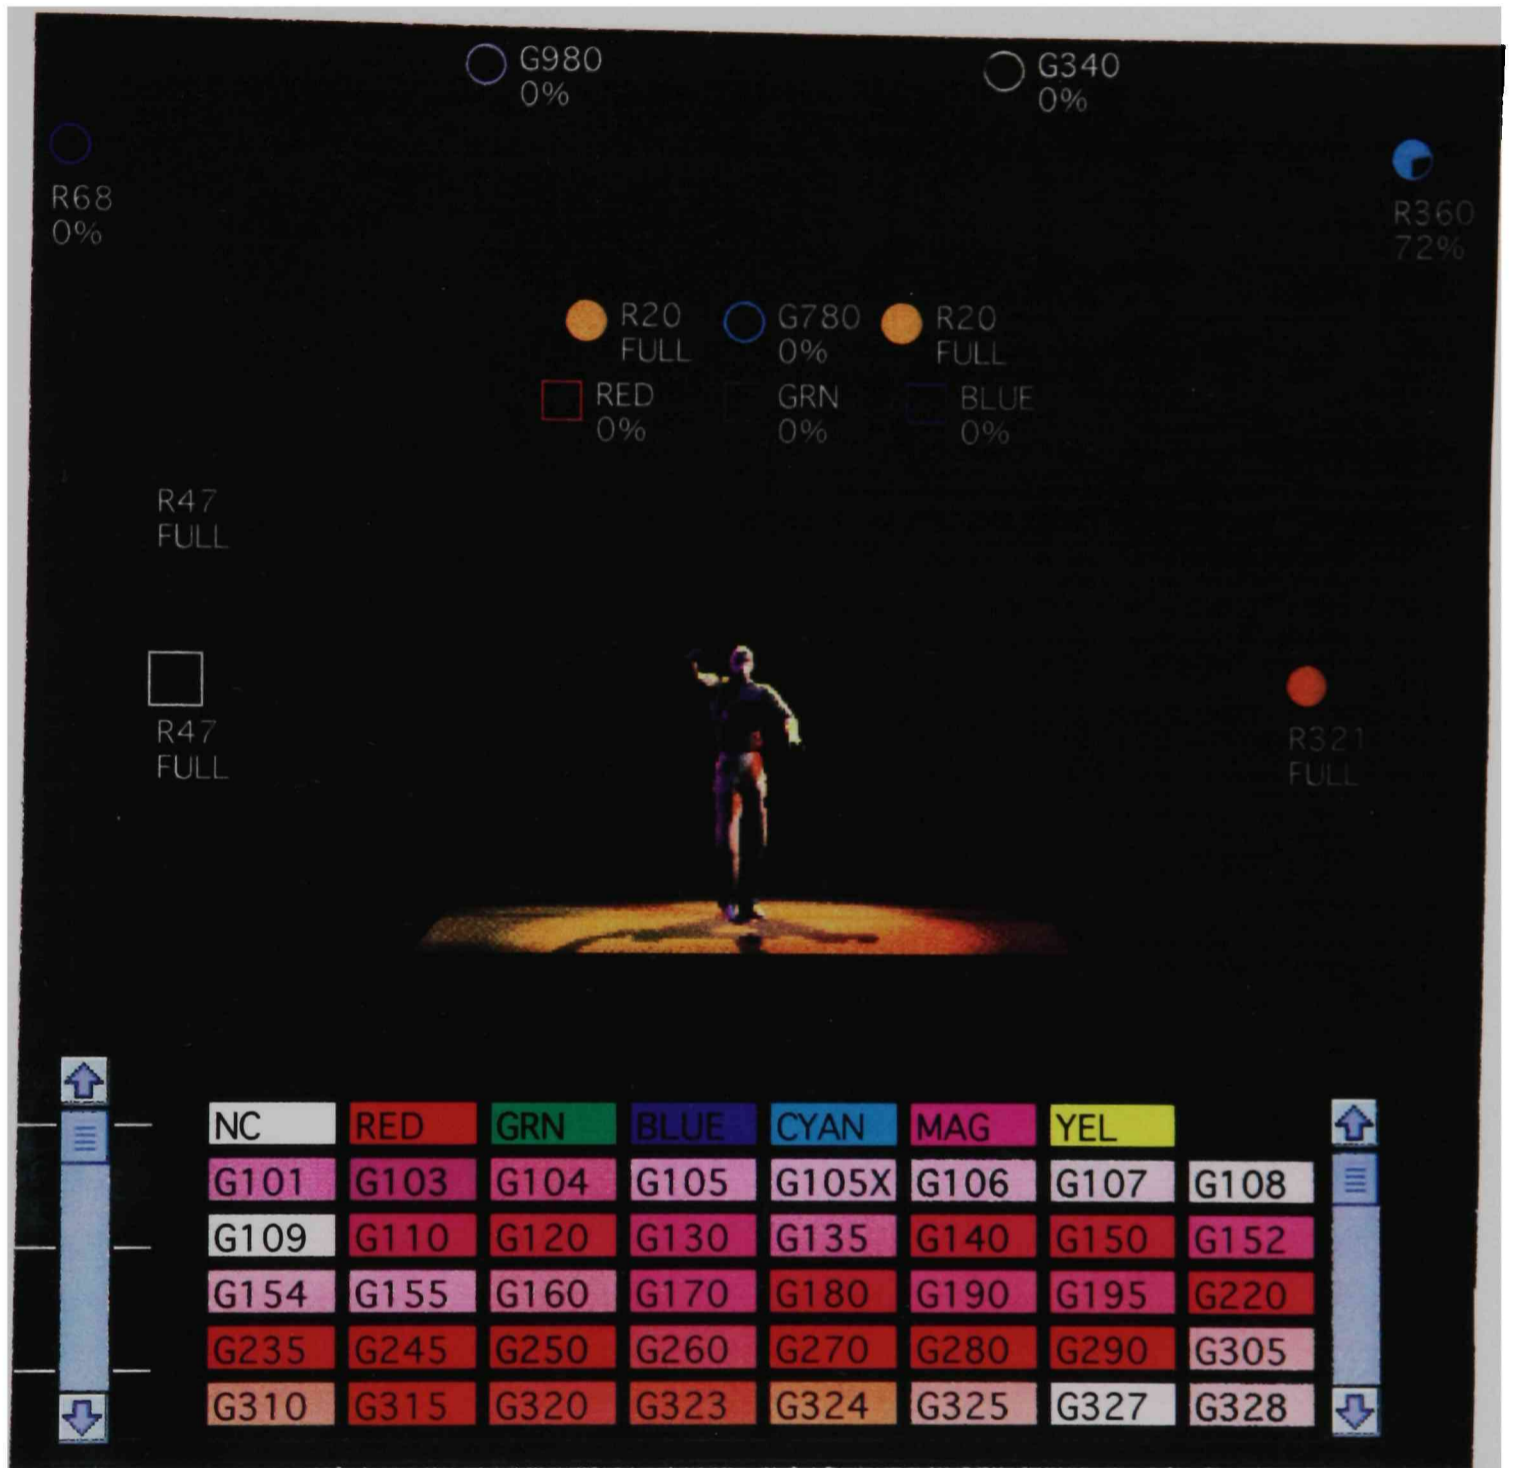 G980
0%
G340
0%
R68
0%
R360
72%
R20
FULL
G780
0%
R20
FULL
RED
0%
GRN
0%
BLUE
0%
R47
FULL
R47
FULL
R321
FULL
NC RED GRN BLUE CYAN MAG YEL
G101 G103 G104 G105 G105X G106 G107 G108
G109 G110 G120 G130 G135 G140 G150 G152
G154 G155 G160 G170 G180 G190 G195 G220
G235 G245 G250 G260 G270 G280 G290 G305
G310 G315 G320 G323 G324 G325 G327 G328